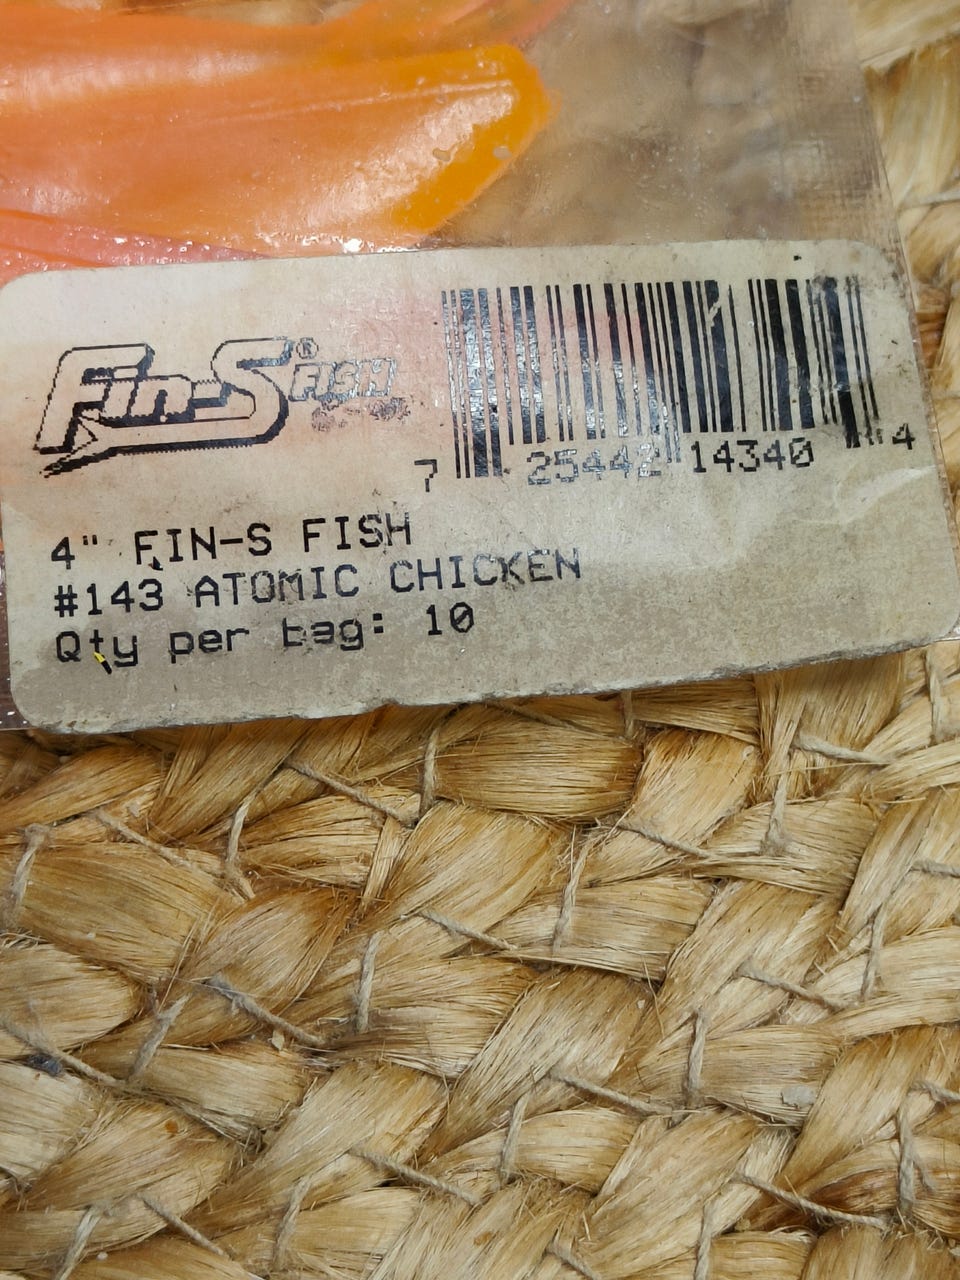 Fin-S® FISH
7 25442 14340 4
4" FIN-S FISH
#143 ATOMIC CHICKEN
Qty per bag: 10